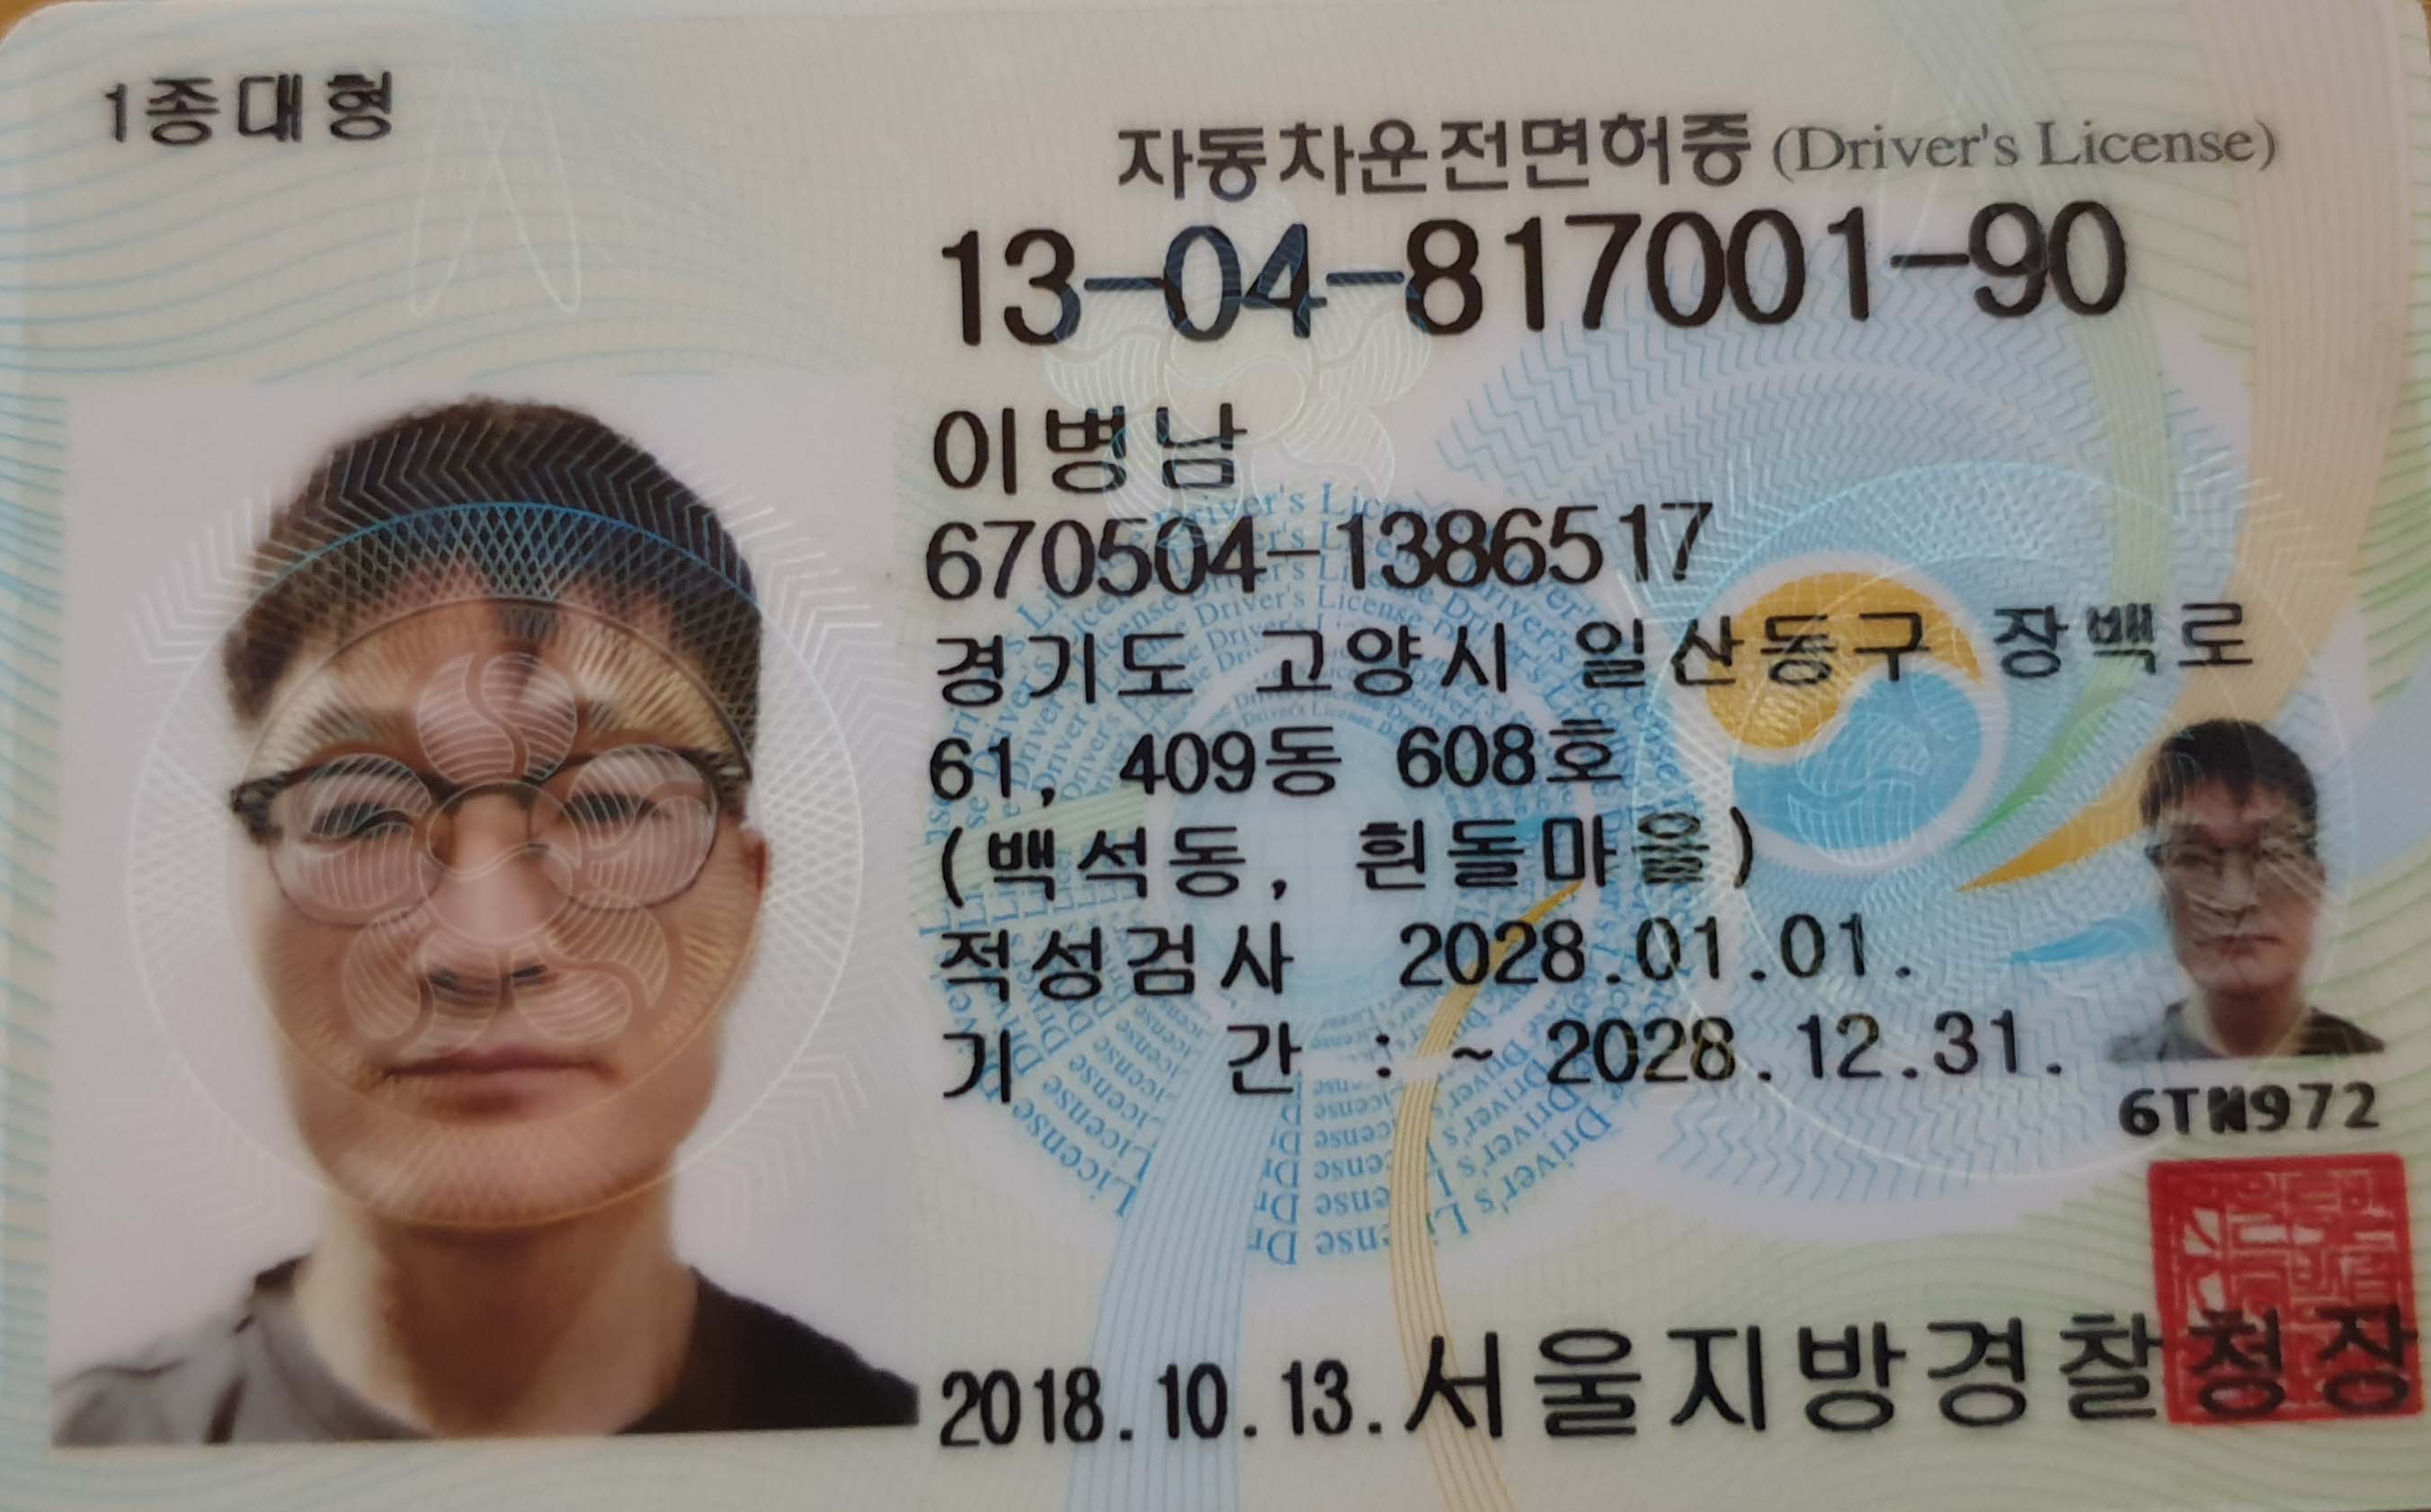 1종대형
자동차운전면허증 (Driver's License)
13-04-817001-90
이병남
670504-1386517
경기도 고양시 일산동구 장백로
61, 409동 608호
(백석동, 흰돌마을)
적성검사 2028.01.01.
기 간 : ~ 2028.12.31.
6TN972
2018.10.13. 서울지방경찰청장